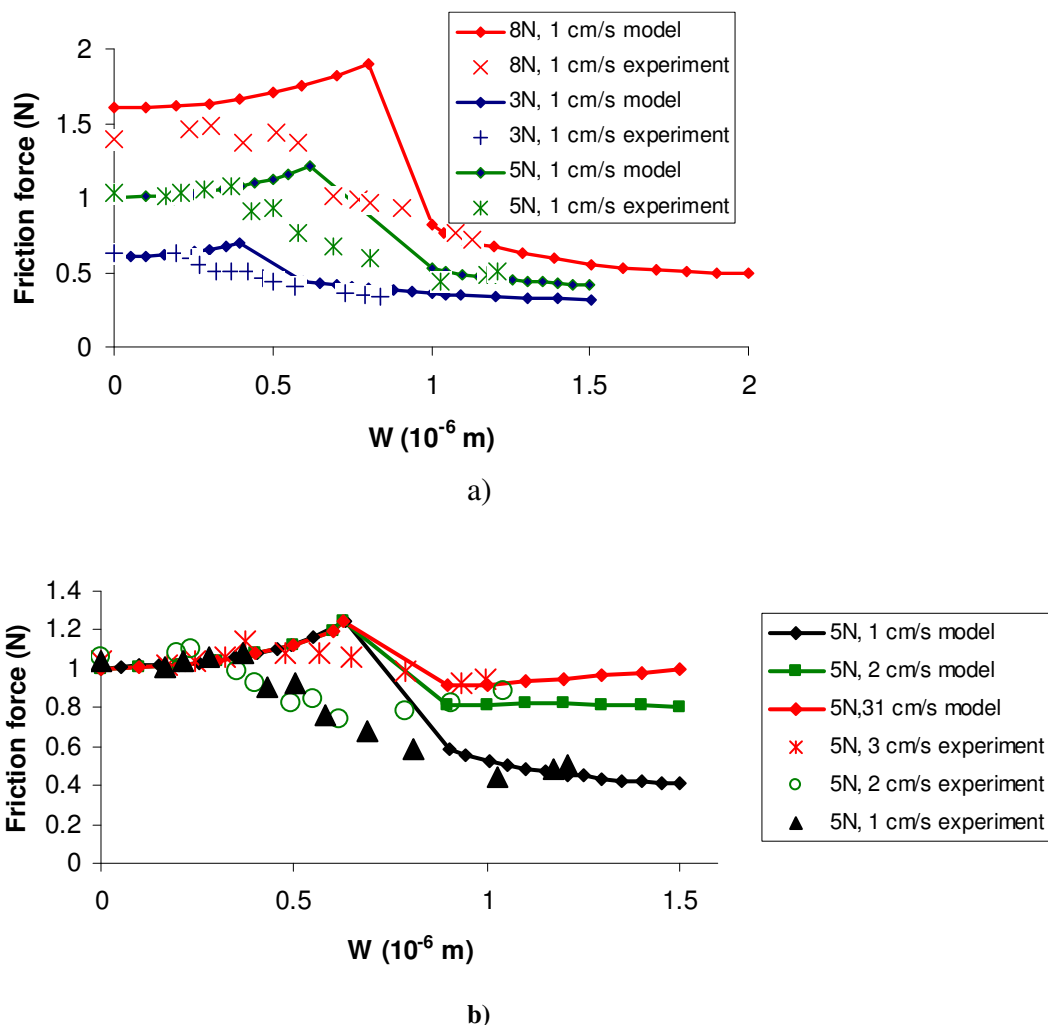 8N, 1 cm/s model
8N, 1 cm/s experiment
3N, 1 cm/s model
3N, 1 cm/s experiment
5N, 1 cm/s model
5N, 1 cm/s experiment
Friction force (N)
2
1.5
1
0.5
0
0 0.5 1 1.5 2
W (10⁻⁶ m)
a)
Friction force (N)
1.4
1.2
1
0.8
0.6
0.4
0.2
0
0 0.5 1 1.5
W (10⁻⁶ m)
5N, 1 cm/s model
5N, 2 cm/s model
5N,31 cm/s model
5N, 3 cm/s experiment
5N, 2 cm/s experiment
5N, 1 cm/s experiment
b)